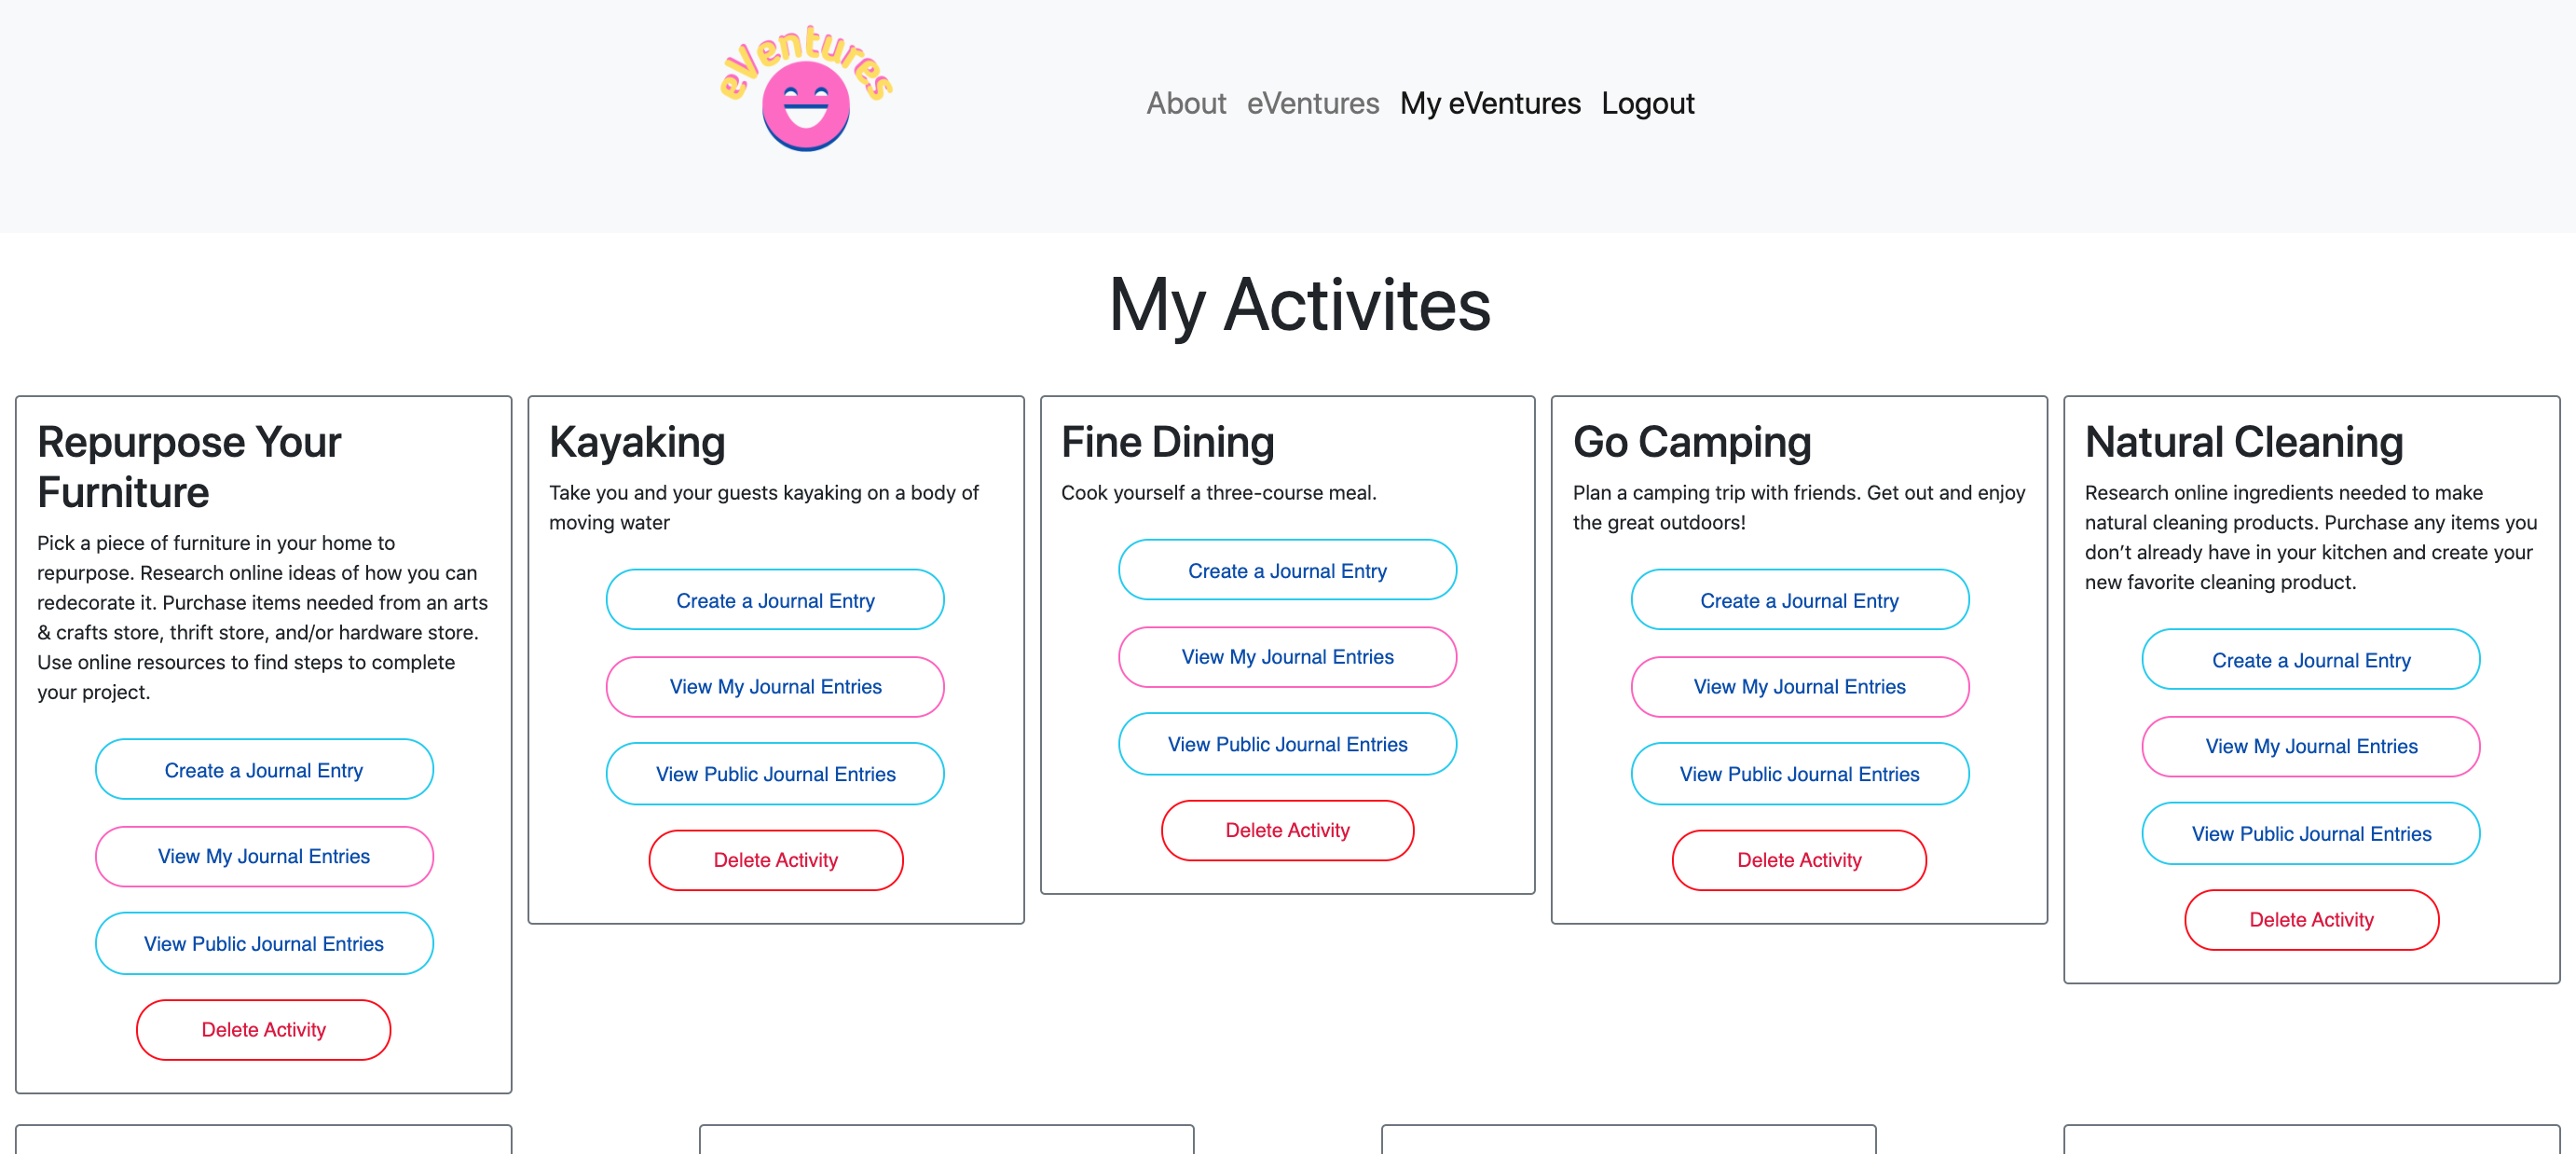 eVentures
About eVentures My eVentures Logout
My Activites
Repurpose Your
Furniture
Pick a piece of furniture in your home to
repurpose. Research online ideas of how you can
redecorate it. Purchase items needed from an arts
& crafts store, thrift store, and/or hardware store.
Use online resources to find steps to complete
your project.
Create a Journal Entry
View My Journal Entries
View Public Journal Entries
Delete Activity
Kayaking
Take you and your guests kayaking on a body of
moving water
Create a Journal Entry
View My Journal Entries
View Public Journal Entries
Delete Activity
Fine Dining
Cook yourself a three-course meal.
Create a Journal Entry
View My Journal Entries
View Public Journal Entries
Delete Activity
Go Camping
Plan a camping trip with friends. Get out and enjoy
the great outdoors!
Create a Journal Entry
View My Journal Entries
View Public Journal Entries
Delete Activity
Natural Cleaning
Research online ingredients needed to make
natural cleaning products. Purchase any items you
don’t already have in your kitchen and create your
new favorite cleaning product.
Create a Journal Entry
View My Journal Entries
View Public Journal Entries
Delete Activity